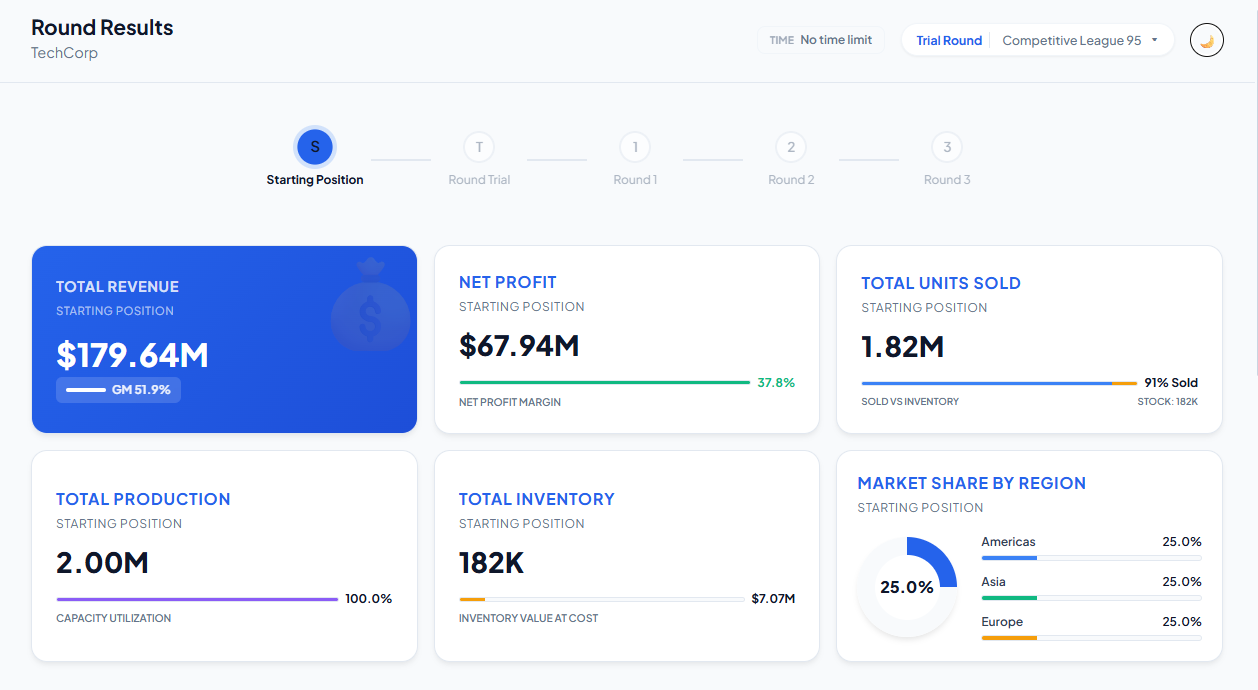 Round Results
TechCorp
TIME No time limit
Trial Round Competitive League 95
S
T
1
2
3
Starting Position
Round Trial
Round 1
Round 2
Round 3
TOTAL REVENUE
STARTING POSITION
$179.64M
GM 51.9%
$
NET PROFIT
STARTING POSITION
$67.94M
37.8%
NET PROFIT MARGIN
TOTAL UNITS SOLD
STARTING POSITION
1.82M
91% Sold
SOLD VS INVENTORY
STOCK: 182K
TOTAL PRODUCTION
STARTING POSITION
2.00M
100.0%
CAPACITY UTILIZATION
TOTAL INVENTORY
STARTING POSITION
182K
$7.07M
INVENTORY VALUE AT COST
MARKET SHARE BY REGION
STARTING POSITION
25.0%
Americas 25.0%
Asia 25.0%
Europe 25.0%